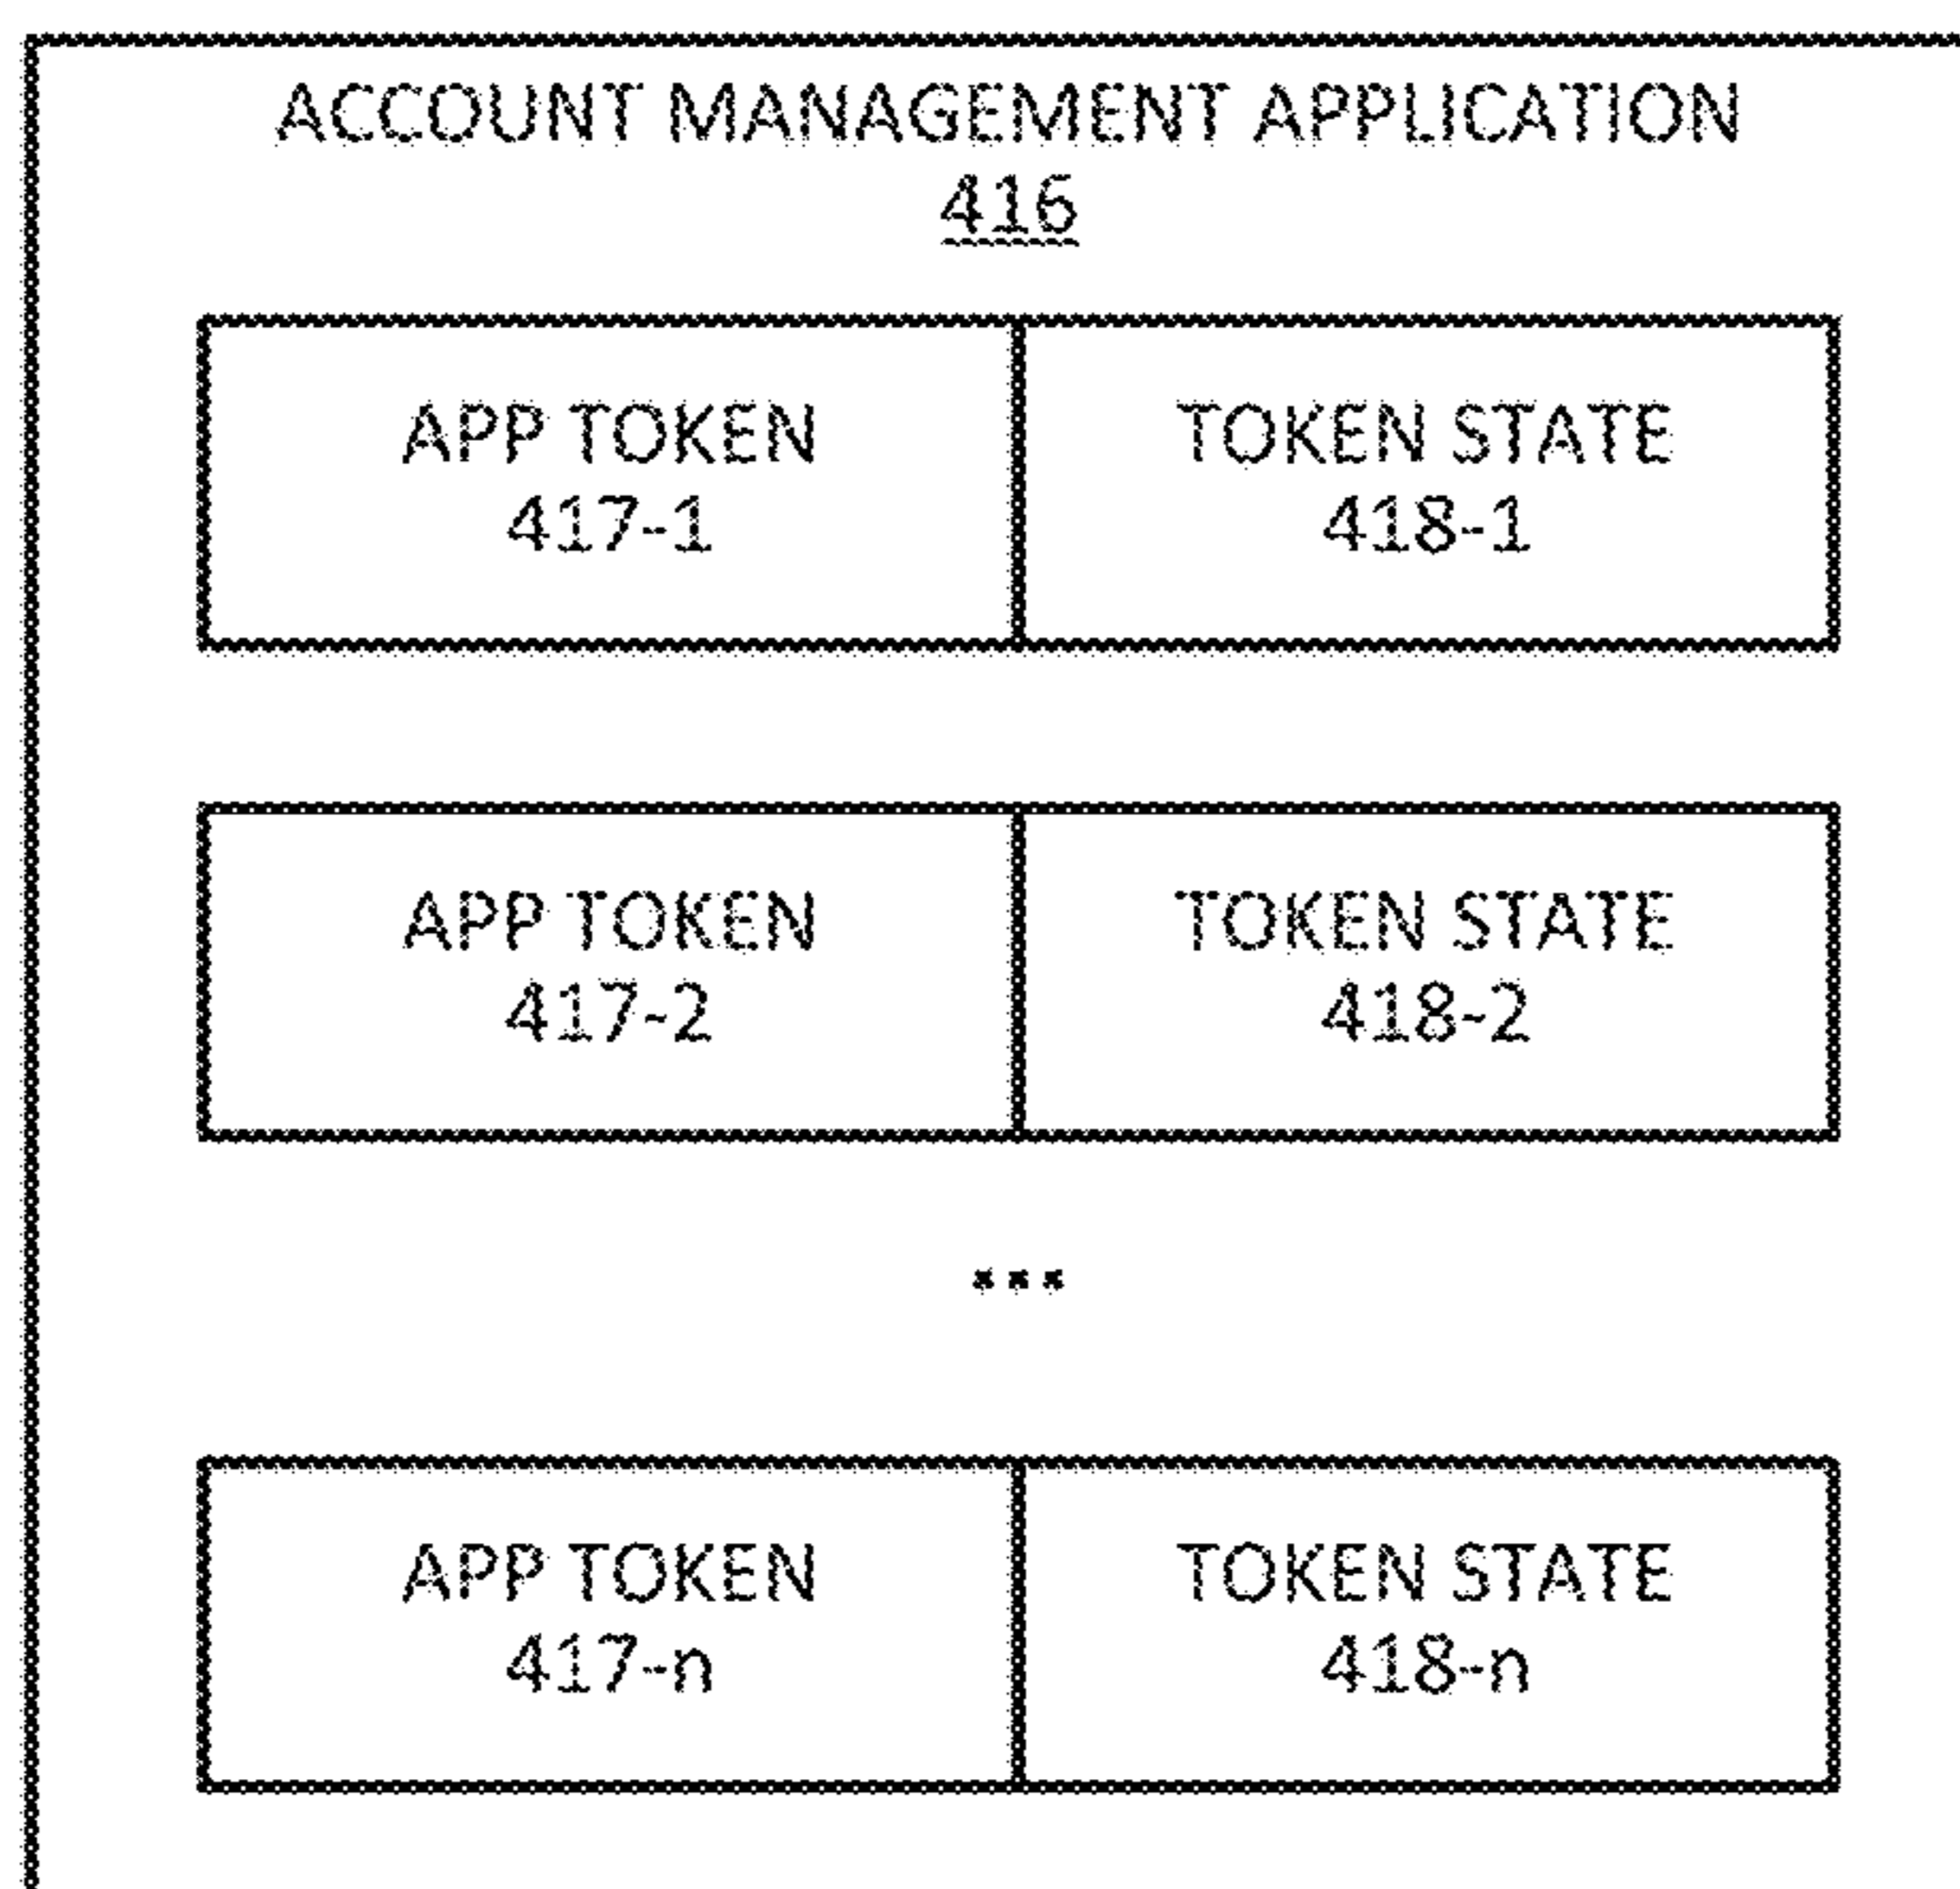 ACCOUNT MANAGEMENT APPLICATION
416
APP TOKEN
417-1
TOKEN STATE
418-1
APP TOKEN
417-2
TOKEN STATE
418-2
...
APP TOKEN
417-n
TOKEN STATE
418-n